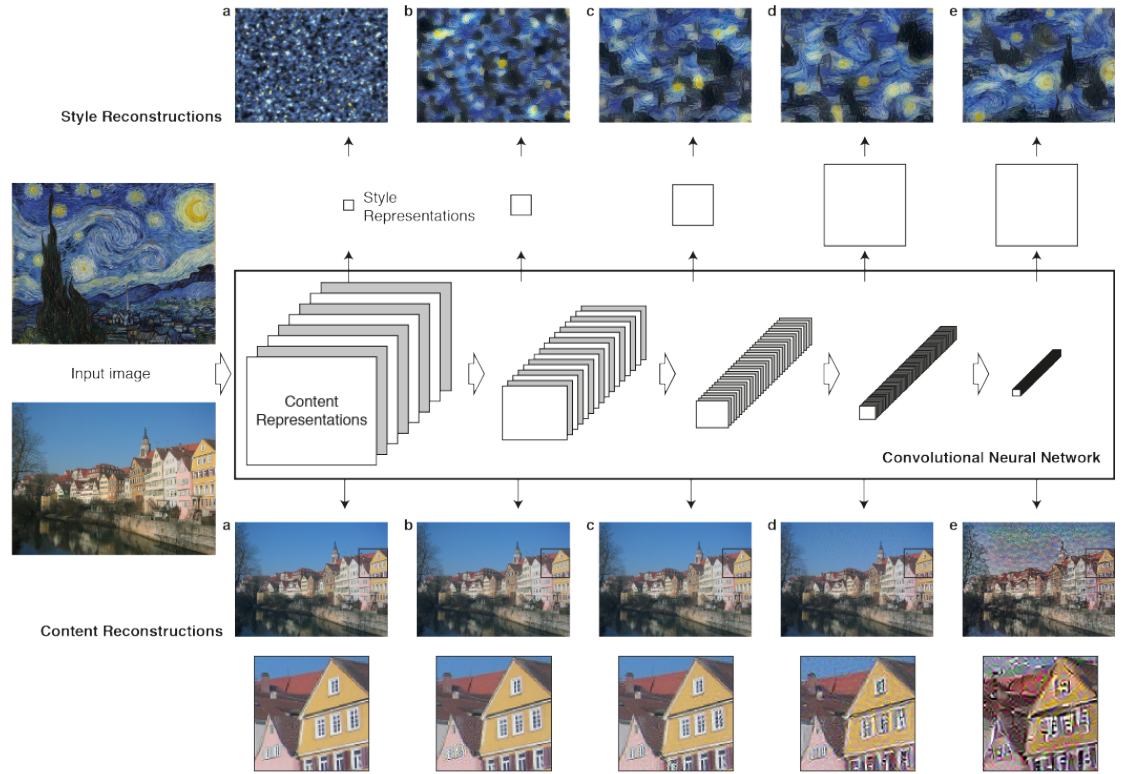 a
b
c
d
e
Style Reconstructions
Style
Representations
Input image
Content
Representations
Convolutional Neural Network
a
b
c
d
e
Content Reconstructions